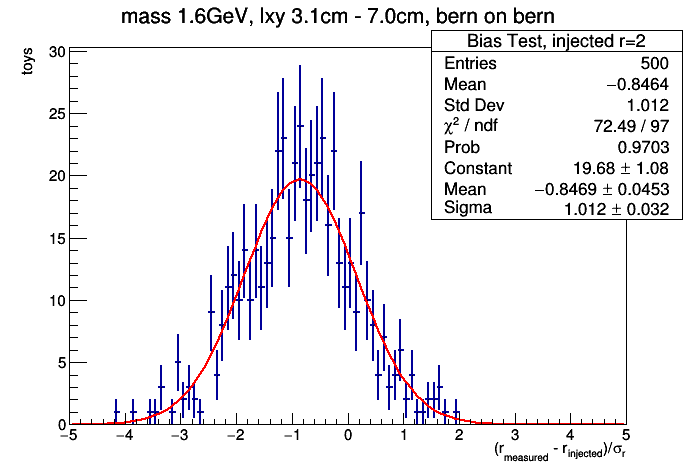 mass 1.6GeV, lxy 3.1cm - 7.0cm, bern on bern
toys
Bias Test, injected r=2
Entries 500
Mean −0.8464
Std Dev 1.012
χ² / ndf 72.49 / 97
Prob 0.9703
Constant 19.68 ± 1.08
Mean −0.8469 ± 0.0453
Sigma 1.012 ± 0.032
30
25
20
15
10
5
0
−5 −4 −3 −2 −1 0 1 2 3 4 5
(r_measured - r_injected)/σ_r